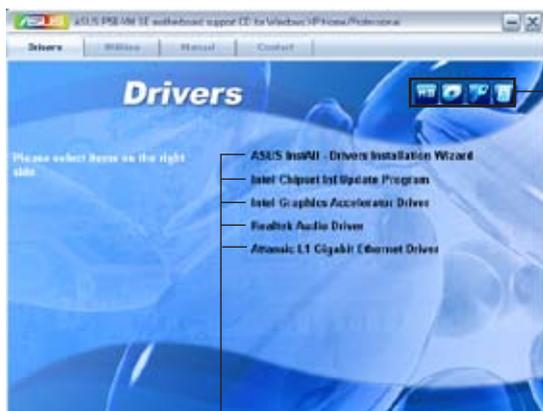 ASUS P5B-VM SE motherboard support CD for Windows XP Home/Professional
Drivers Utilities Manual Contact
Drivers
Please select items on the right
side
ASUS InstAll - Drivers Installation Wizard
Intel Chipset Inf Update Program
Intel Graphics Accelerator Driver
Realtek Audio Driver
Attansic L1 Gigabit Ethernet Driver